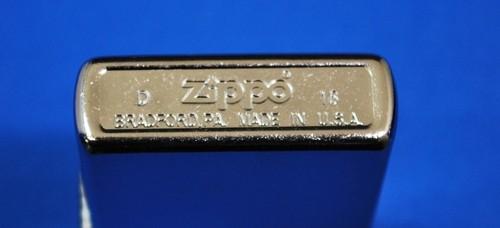 D Zippo® 16
BRADFORD, PA. MADE IN U.S.A